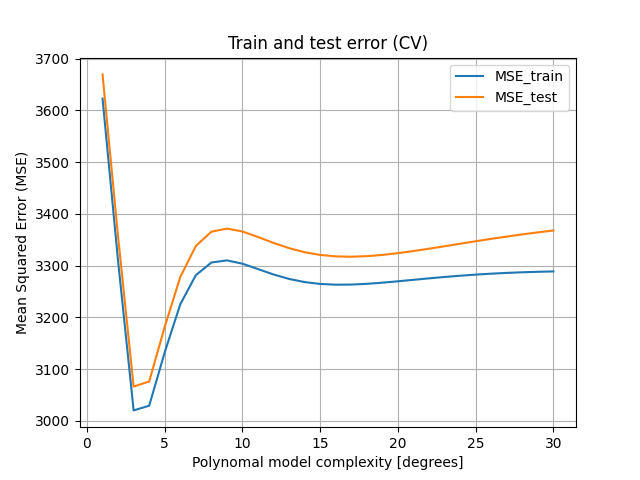 Train and test error (CV)
MSE_train
MSE_test
Mean Squared Error (MSE)
3700
3600
3500
3400
3300
3200
3100
3000
0 5 10 15 20 25 30
Polynomal model complexity [degrees]